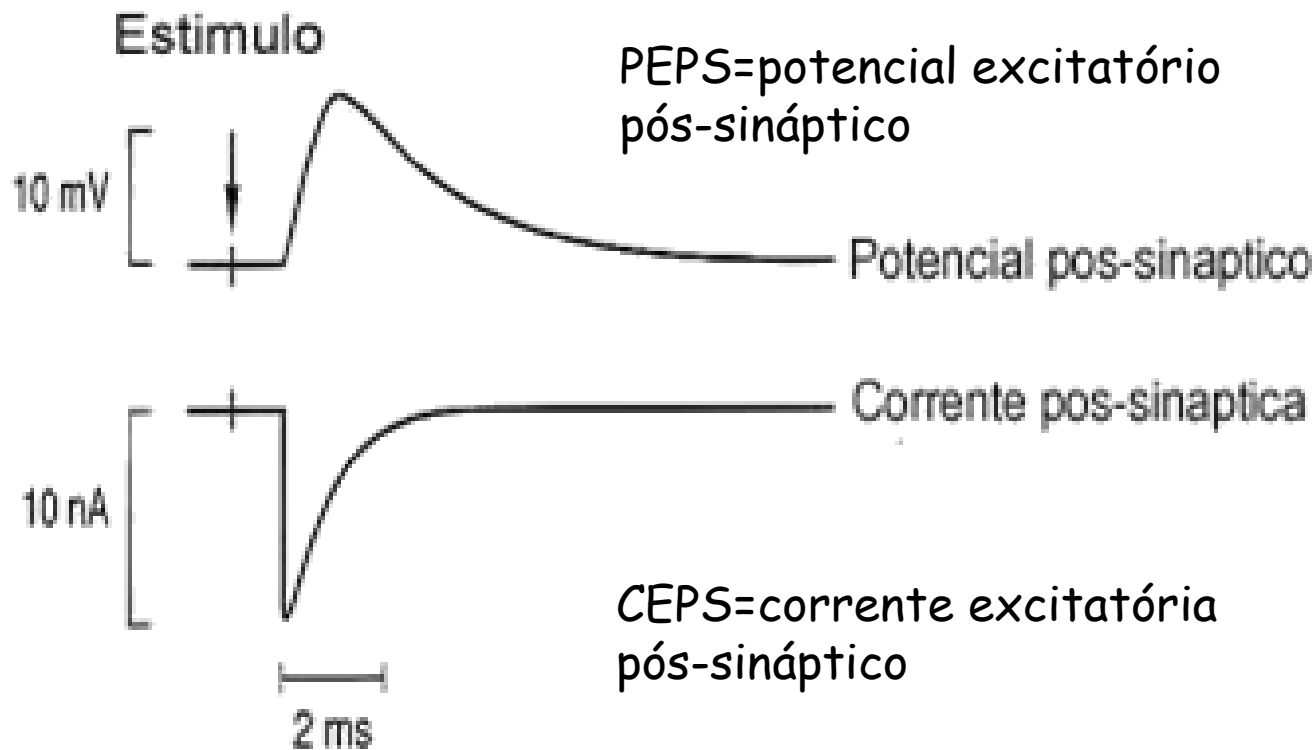 Estimulo
PEPS=potencial excitatório
pós-sináptico
10 mV
Potencial pos-sinaptico
Corrente pos-sinaptica
10 nA
CEPS=corrente excitatória
pós-sináptico
2 ms